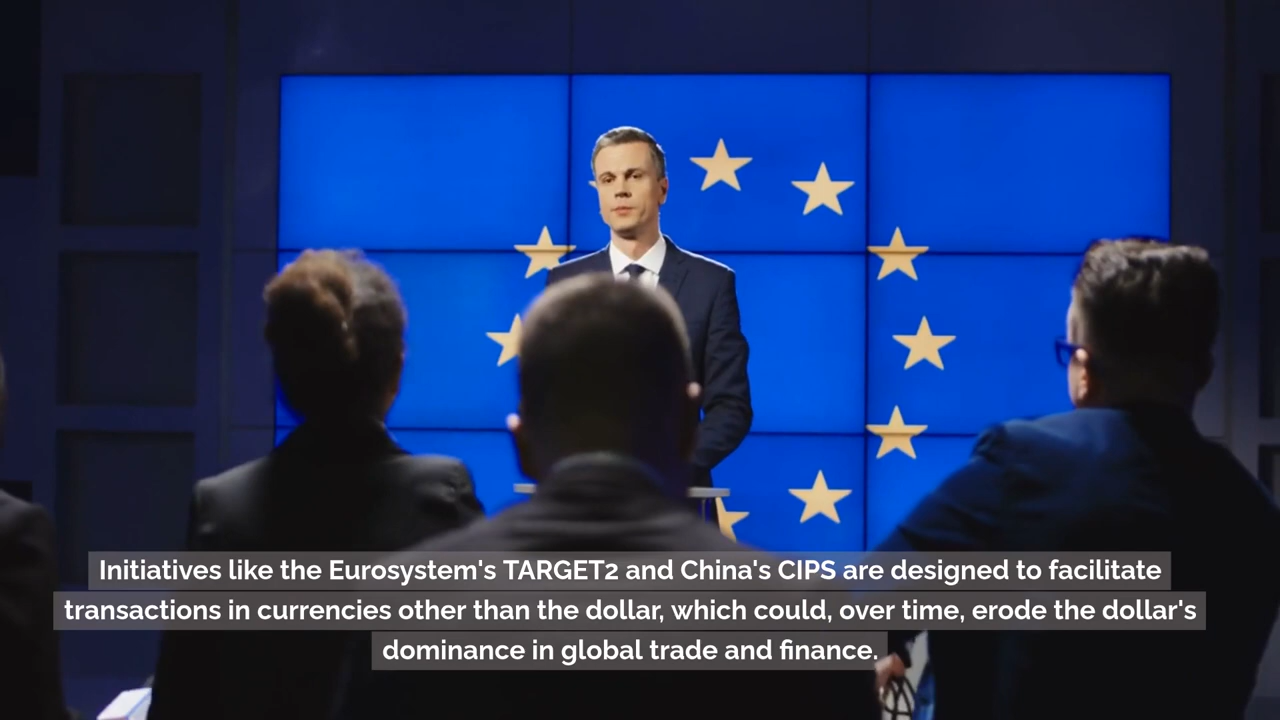 Initiatives like the Eurosystem's TARGET2 and China's CIPS are designed to facilitate
transactions in currencies other than the dollar, which could, over time, erode the dollar's
dominance in global trade and finance.